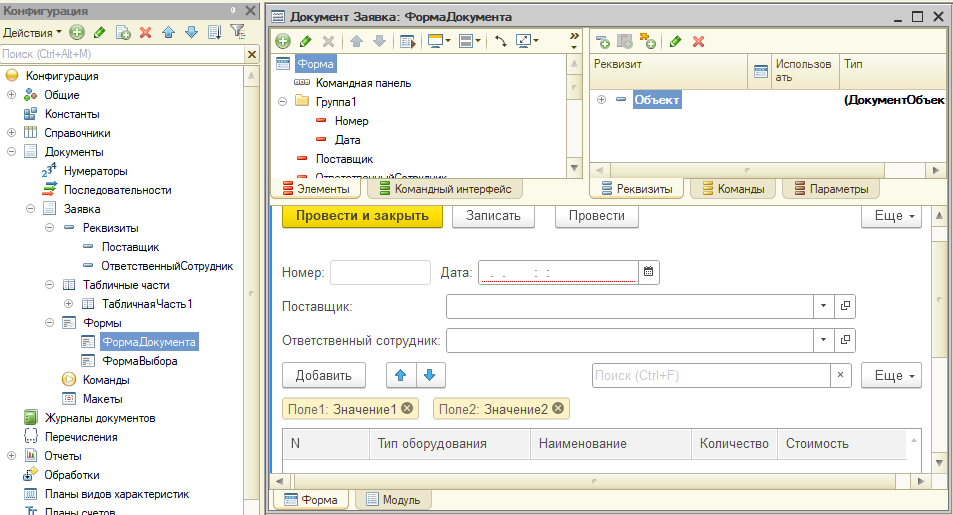 Конфигурация
Действия
Поиск (Ctrl+Alt+M)
Конфигурация
Общие
Константы
Справочники
Документы
Нумераторы
Последовательности
Заявка
Реквизиты
Поставщик
ОтветственныйСотрудник
Табличные части
ТабличнаяЧасть1
Формы
ФормаДокумента
ФормаВыбора
Команды
Макеты
Журналы документов
Перечисления
Отчеты
Обработки
Планы видов характеристик
Планы счетов
Документ Заявка: ФормаДокумента
Форма
Командная панель
Группа1
Номер
Дата
Поставщик
ОтветственныйСотрудник
Элементы Командный интерфейс
Реквизит Использовать Тип
Объект (ДокументОбъек
Реквизиты Команды Параметры
Провести и закрыть Записать Провести Еще
Номер: Дата: . . : :
Поставщик:
Ответственный сотрудник:
Добавить Поиск (Ctrl+F) × Еще
Поле1: Значение1 Поле2: Значение2
N Тип оборудования Наименование Количество Стоимость
Форма Модуль